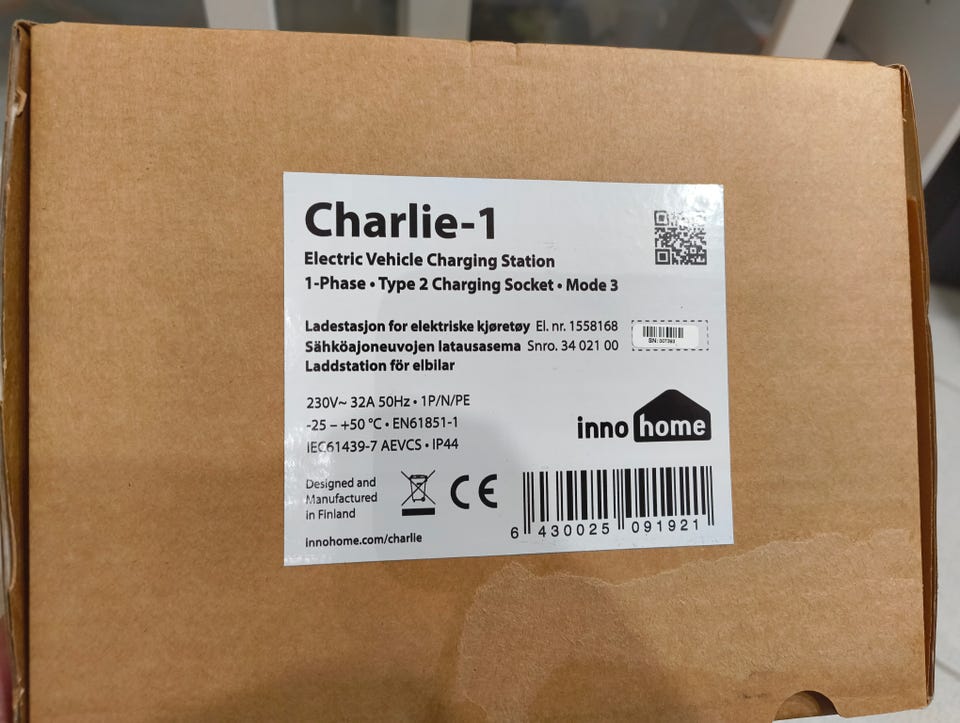 Charlie-1
Electric Vehicle Charging Station
1-Phase • Type 2 Charging Socket • Mode 3
Ladestasjon for elektriske kjøretøy El. nr. 1558168
Sähköajoneuvojen latausasema Snro. 34 021 00
Laddstation för elbilar
SN:
230V~ 32A 50Hz • 1P/N/PE
-25 – +50 °C • EN61851-1
IEC61439-7 AEVCS • IP44
inno home
Designed and
Manufactured
in Finland
CE
innohome.com/charlie
6 430025 091921